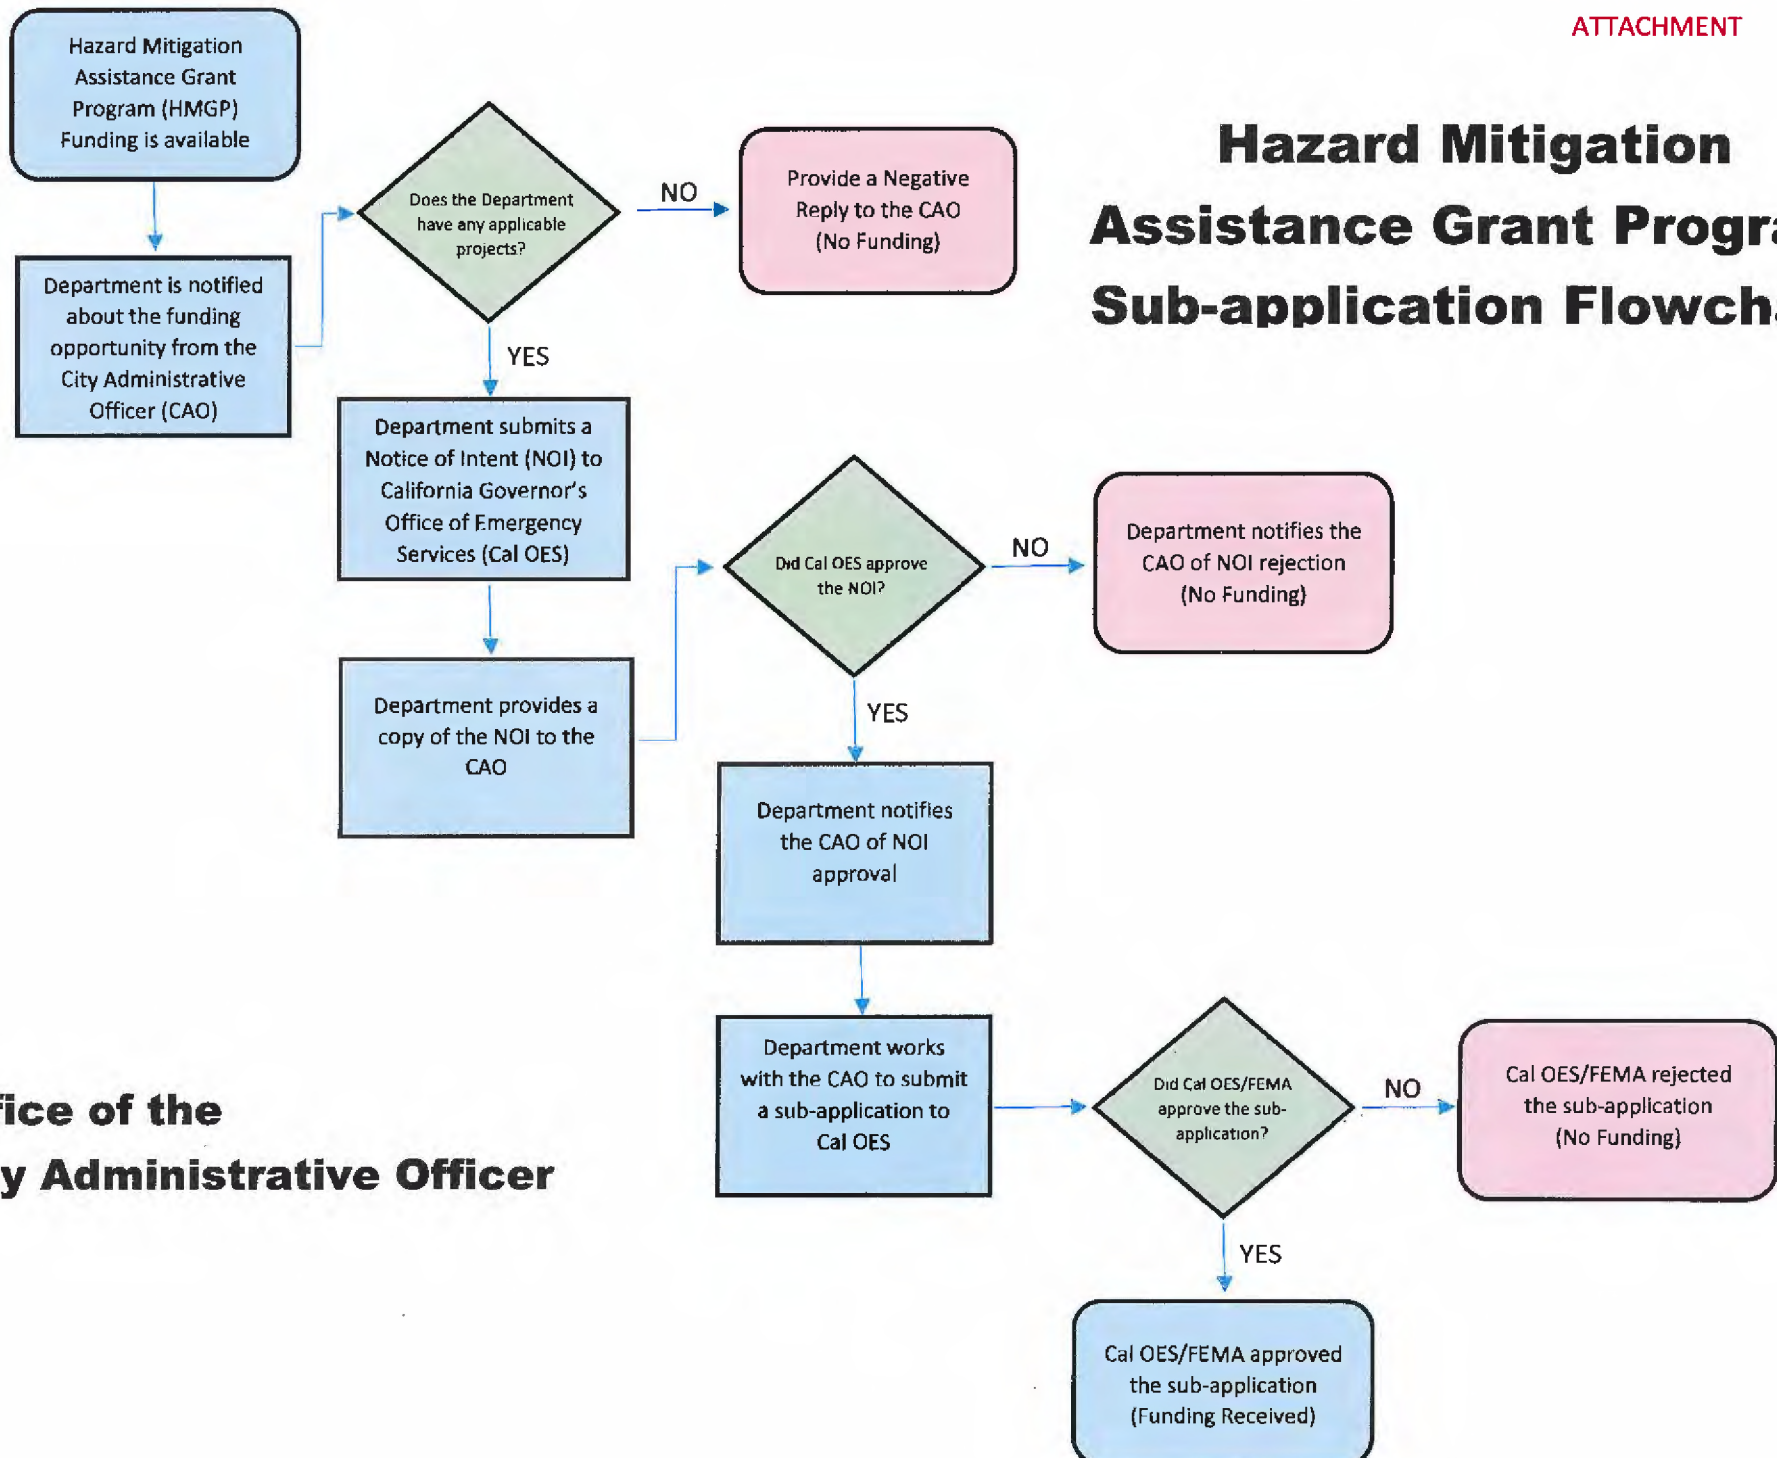 ATTACHMENT
Hazard Mitigation
Assistance Grant
Program (HMGP)
Funding is available
Hazard Mitigation
Assistance Grant Progra
Sub-application Flowch
Does the Department
have any applicable
projects?
NO
Provide a Negative
Reply to the CAO
(No Funding)
Department is notified
about the funding
opportunity from the
City Administrative
Officer (CAO)
YES
Department submits a
Notice of Intent (NOI) to
California Governor's
Office of Emergency
Services (Cal OES)
Did Cal OES approve
the NOI?
NO
Department notifies the
CAO of NOI rejection
(No Funding)
Department provides a
copy of the NOI to the
CAO
YES
Department notifies
the CAO of NOI
approval
Department works
with the CAO to submit
a sub-application to
Cal OES
Did Cal OES/FEMA
approve the sub-
application?
NO
Cal OES/FEMA rejected
the sub-application
(No Funding)
fice of the
y Administrative Officer
YES
Cal OES/FEMA approved
the sub-application
(Funding Received)